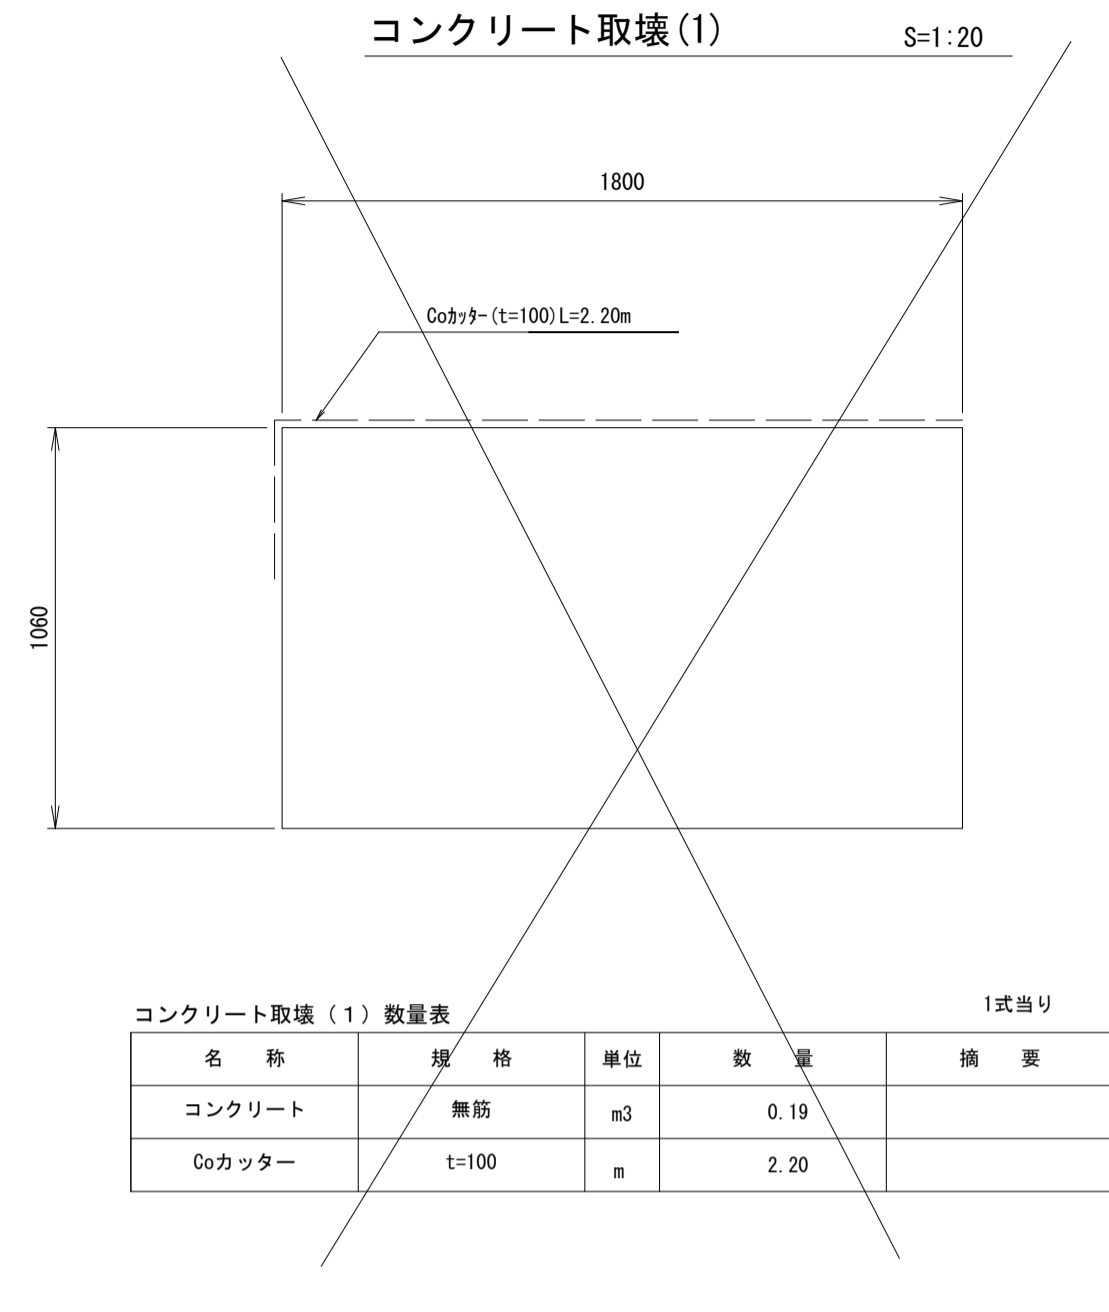 コンクリート取壊(1) S=1:20
1800
Coｶｯﾀｰ(t=100)L=2.20m
1060
コンクリート取壊（１）数量表 1式当り
名　称 規　格 単位 数　量 摘　要
コンクリート 無筋 m3 0.19
Coカッター t=100 m 2.20